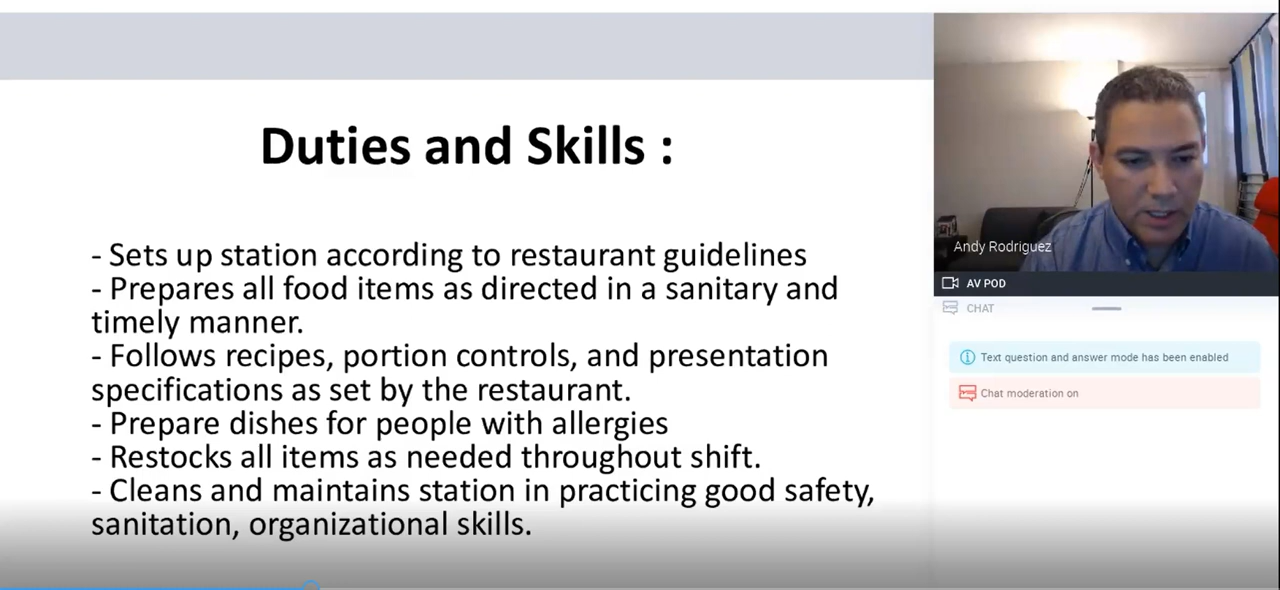 Duties and Skills :
- Sets up station according to restaurant guidelines
- Prepares all food items as directed in a sanitary and
timely manner.
- Follows recipes, portion controls, and presentation
specifications as set by the restaurant.
- Prepare dishes for people with allergies
- Restocks all items as needed throughout shift.
- Cleans and maintains station in practicing good safety,
sanitation, organizational skills.
Andy Rodriguez
AV POD
CHAT
Text question and answer mode has been enabled
Chat moderation on